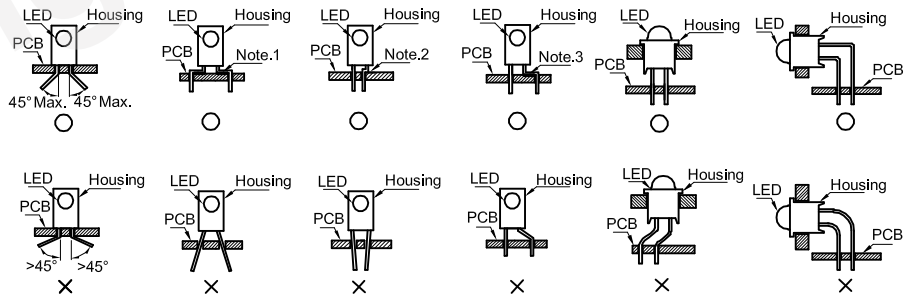 LED Housing
PCB
45° Max. 45° Max.
LED Housing
PCB Note.1
LED Housing
PCB Note.2
LED Housing
PCB Note.3
LED
Housing
PCB
LED Housing
PCB
LED Housing
PCB
>45° >45°
LED Housing
PCB
LED Housing
PCB
LED Housing
PCB
LED Housing
PCB
LED Housing
PCB